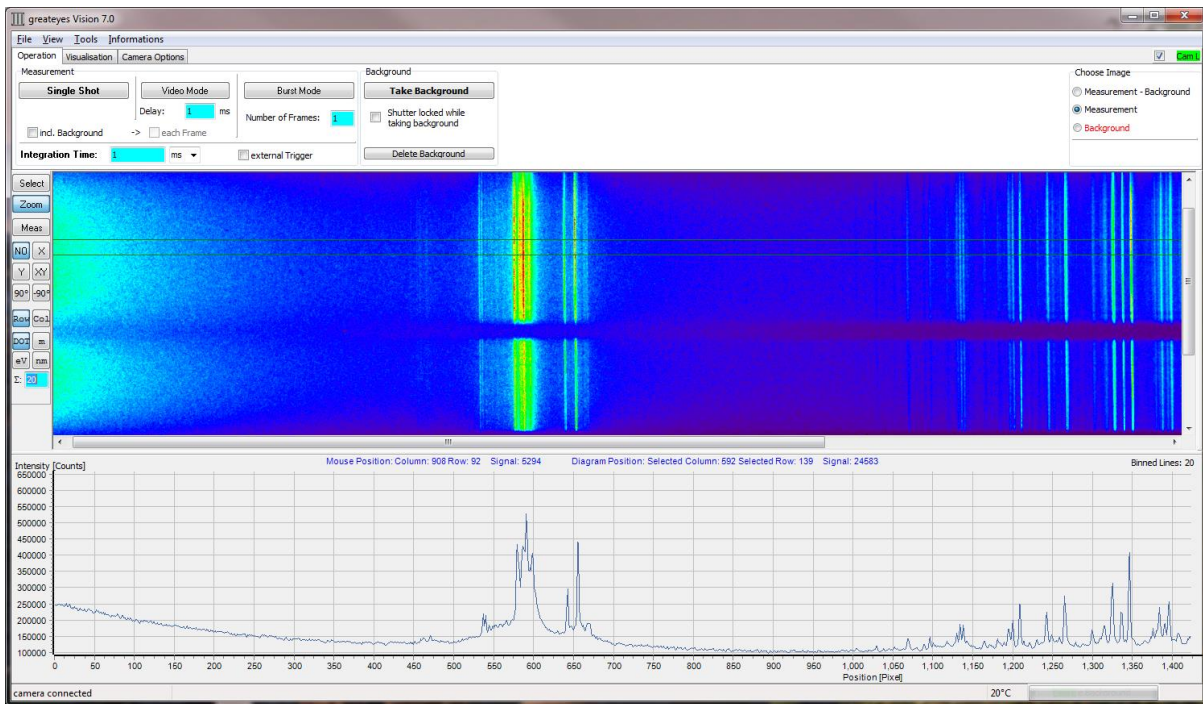 greateyes Vision 7.0
File View Tools Informations
Operation Visualisation Camera Options
Cam L
Measurement
Single Shot Video Mode Burst Mode
Delay: 1 ms
Number of Frames: 1
incl. Background -> each Frame
Integration Time: 1 ms external Trigger
Background
Take Background
Shutter locked while
taking background
Delete Background
Choose Image
Measurement - Background
Measurement
Background
Select
Zoom
Meas
NO X
Y XY
90° -90°
Row Col
DOT m
eV nm
Σ: 20
Intensity [Counts]
Mouse Position: Column: 908 Row: 92 Signal: 5294 Diagram Position: Selected Column: 592 Selected Row: 139 Signal: 24583
Binned Lines: 20
650000
600000
550000
500000
450000
400000
350000
300000
250000
200000
150000
100000
0 50 100 150 200 250 300 350 400 450 500 550 600 650 700 750 800 850 900 950 1,000 1,050 1,100 1,150 1,200 1,250 1,300 1,350 1,400
Position [Pixel]
camera connected
20°C